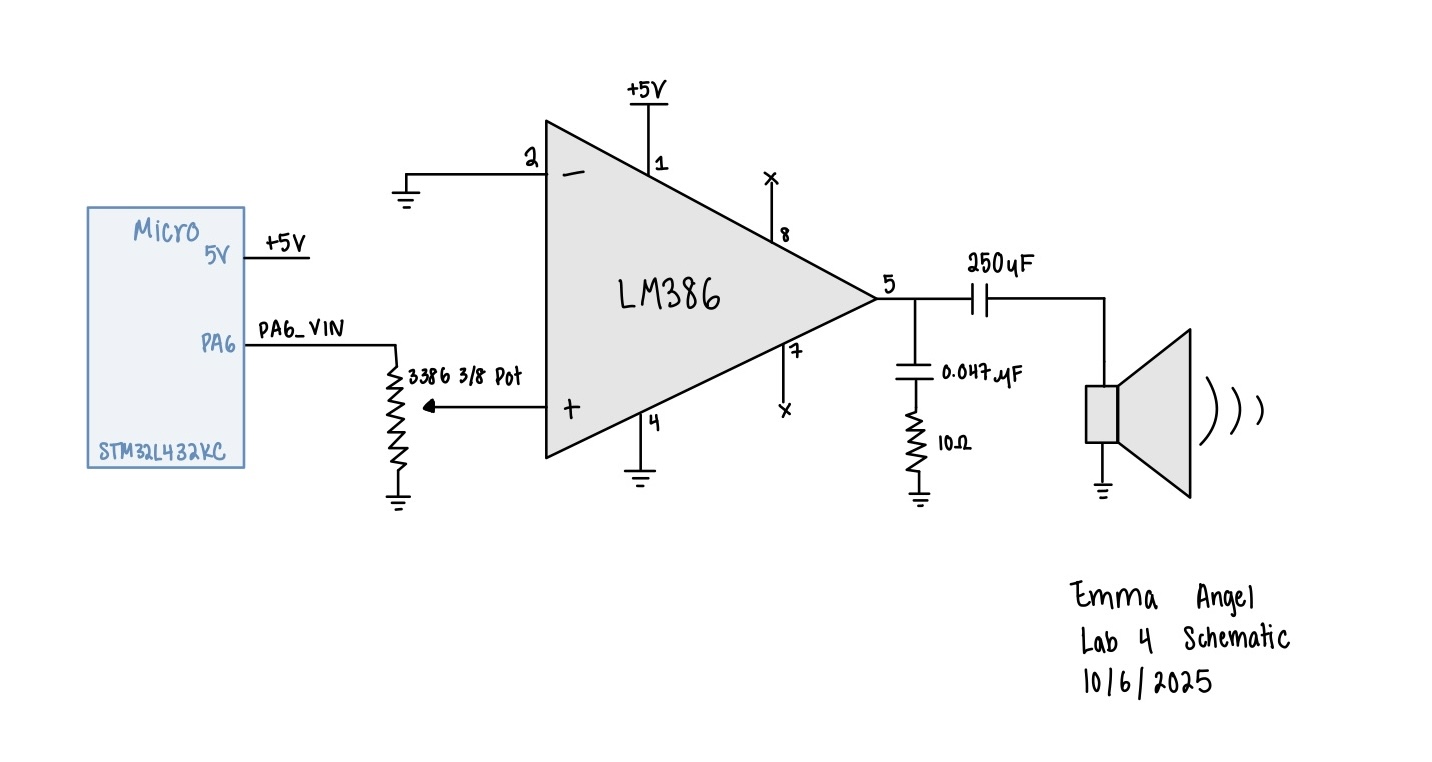 +5V
2
1
8
Micro
5V
+5V
LM386
5
250uF
PA6
PA6_VIN
7
3386 3/8 Pot
0.047µF
4
10Ω
STM32L432KC
Emma Angel
Lab 4 Schematic
10/6/2025